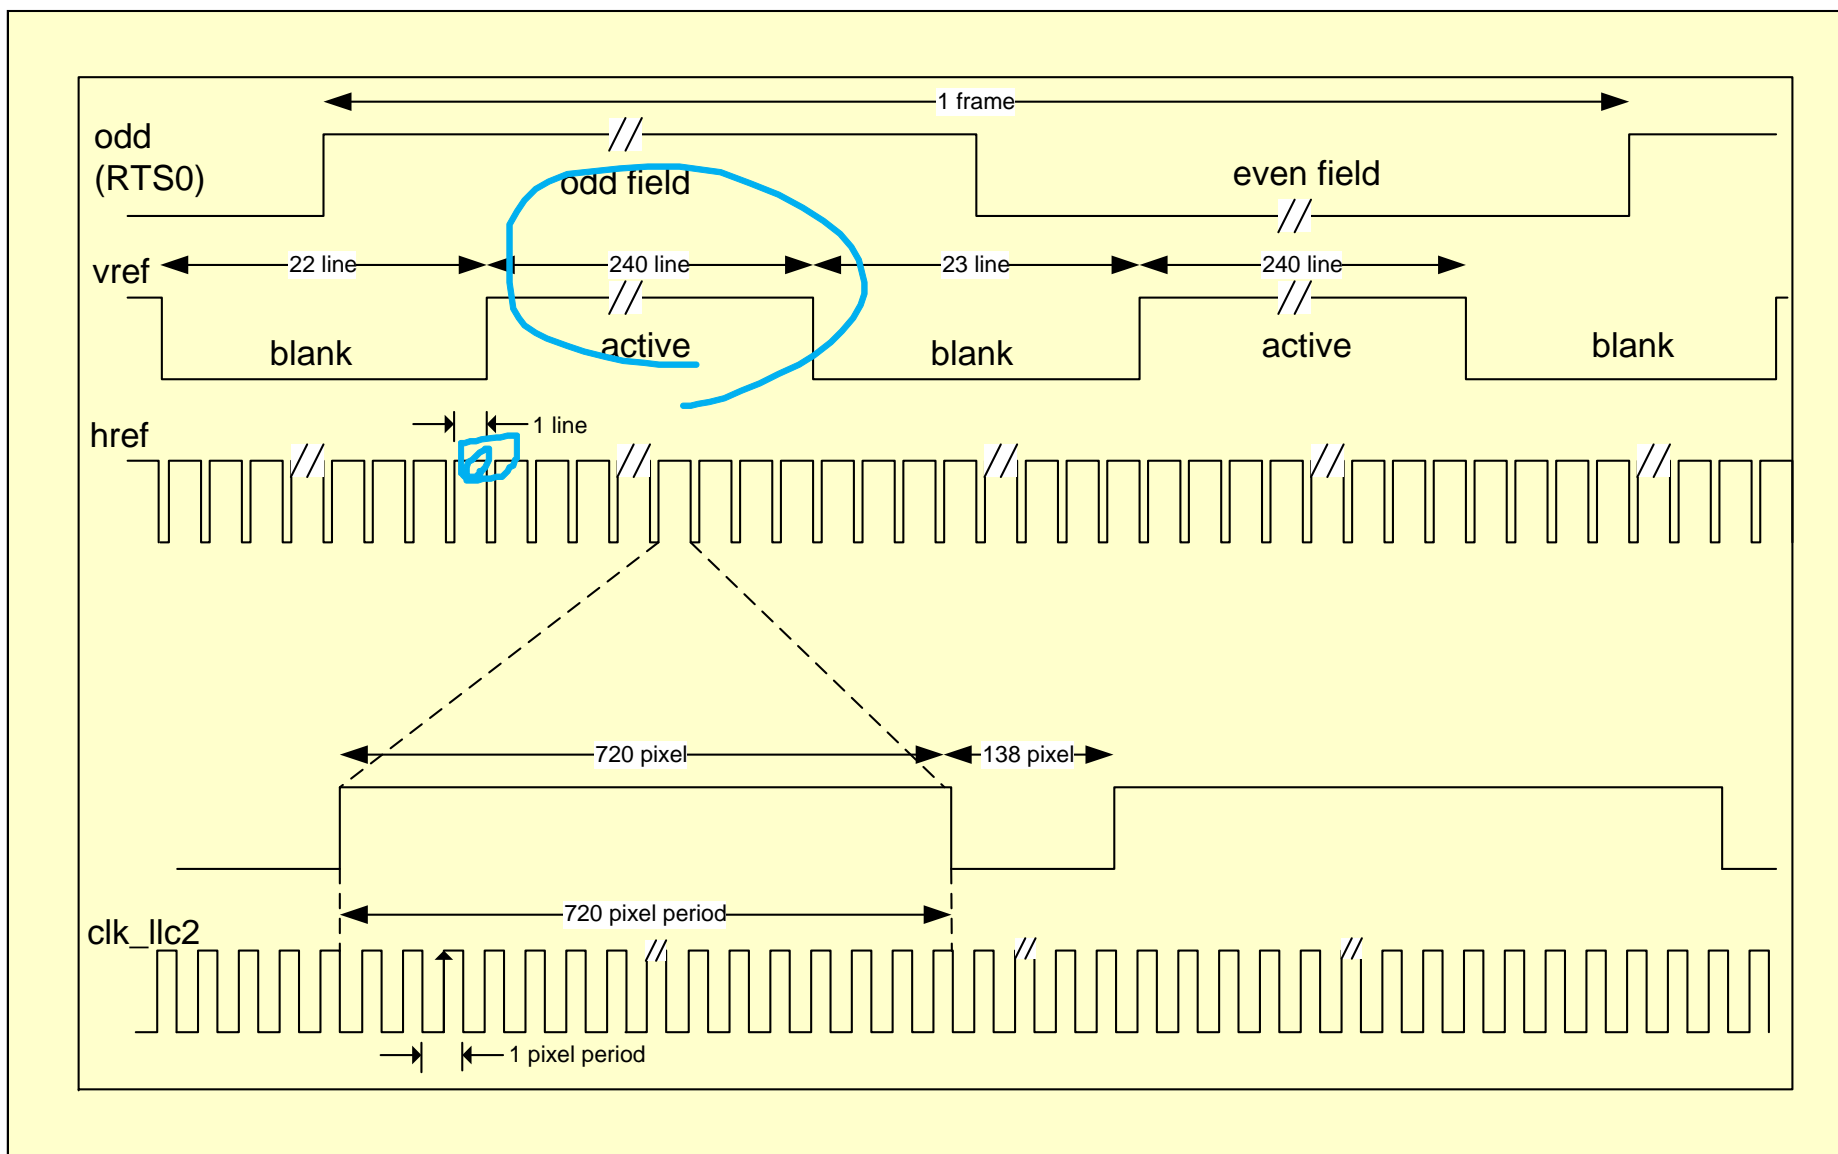 1 frame
odd
(RTS0)
odd field
even field
vref
22 line
240 line
23 line
240 line
blank
active
blank
active
blank
href
1 line
720 pixel
138 pixel
720 pixel period
clk_llc2
1 pixel period